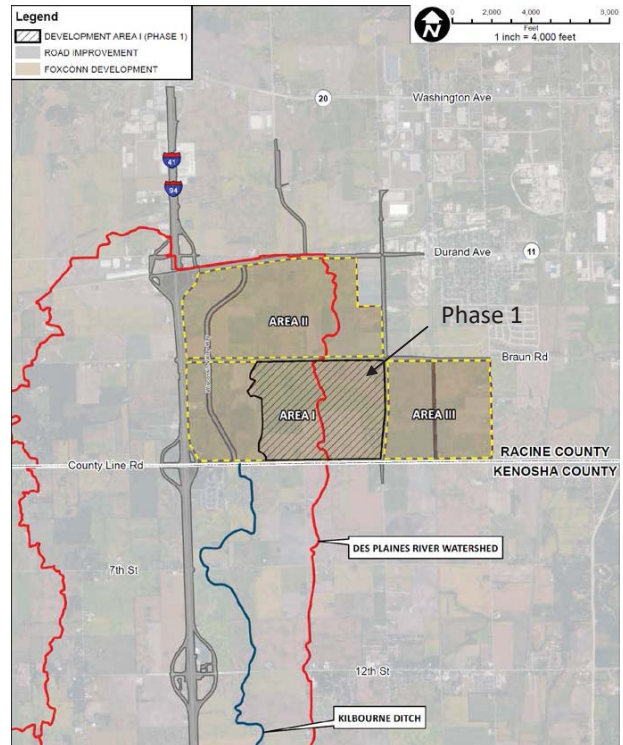 Legend
DEVELOPMENT AREA I (PHASE 1)
ROAD IMPROVEMENT
FOXCONN DEVELOPMENT
N
0 2,000 4,000 8,000
Feet
1 inch = 4,000 feet
20
Washington Ave
41
94
Durand Ave
11
AREA II
Phase 1
Braun Rd
AREA I
AREA III
RACINE COUNTY
County Line Rd
KENOSHA COUNTY
DES PLAINES RIVER WATERSHED
7th St
12th St
KILBOURNE DITCH